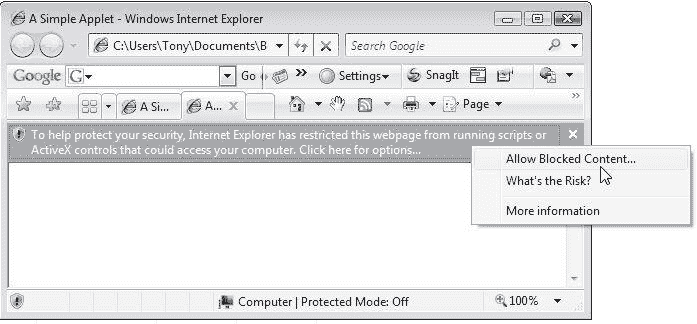 A Simple Applet - Windows Internet Explorer
C:\Users\Tony\Documents\B
Search Google
Google G Go Settings SnagIt Page
A Si... A...
To help protect your security, Internet Explorer has restricted this webpage from running scripts or
ActiveX controls that could access your computer. Click here for options...
Allow Blocked Content...
What's the Risk?
More information
Computer | Protected Mode: Off
100%